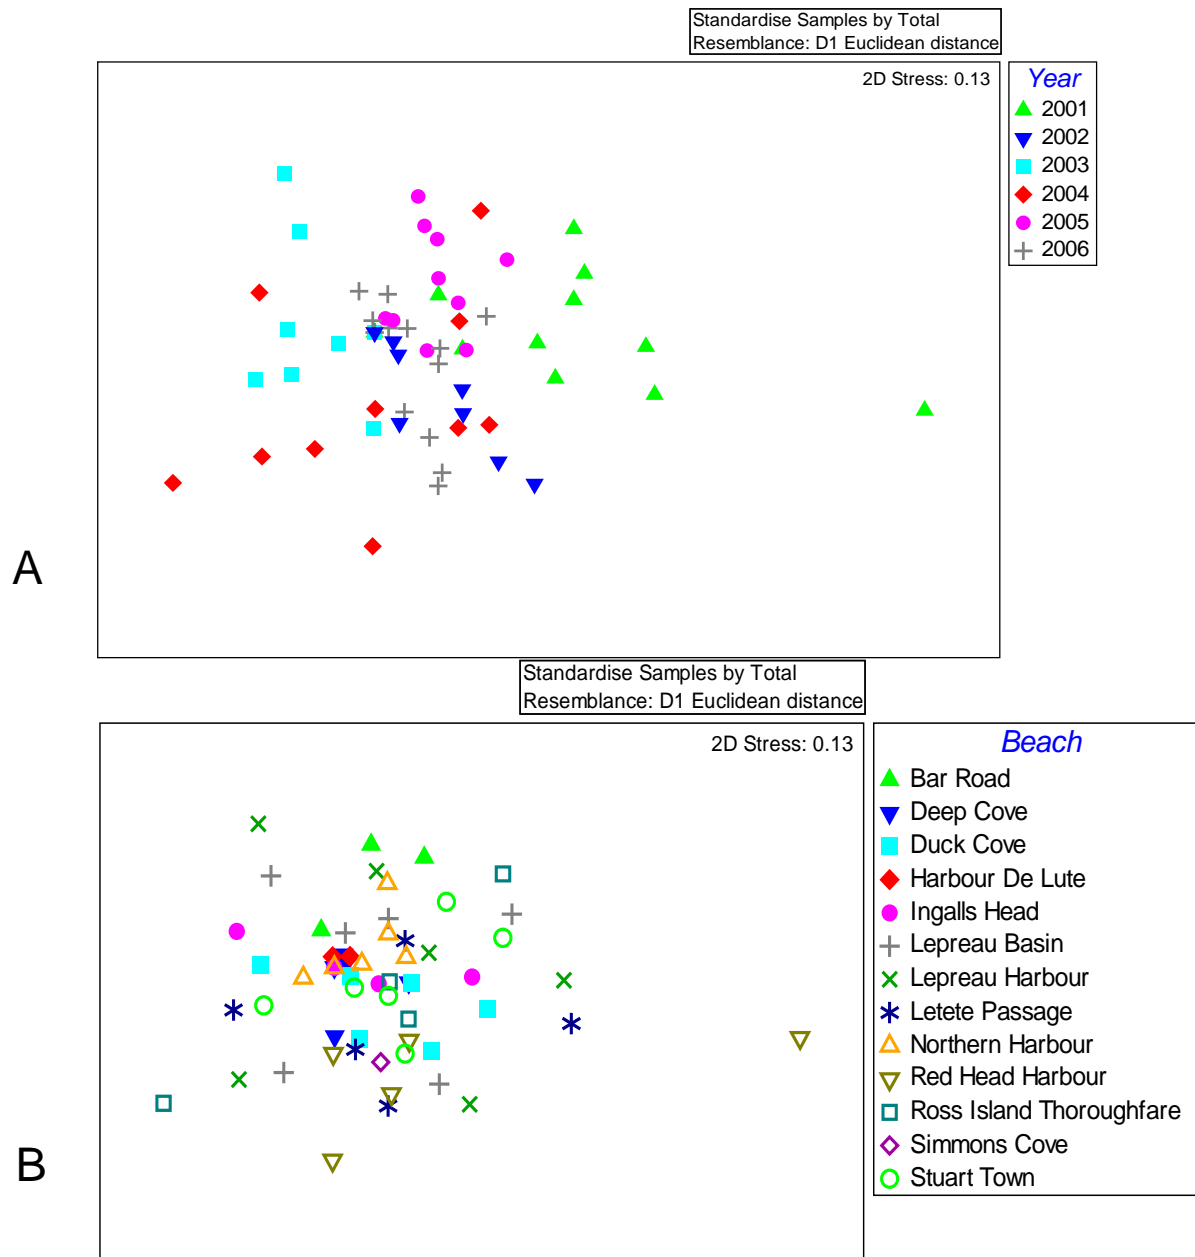 Standardise Samples by Total
Resemblance: D1 Euclidean distance
2D Stress: 0.13
Year
2001
2002
2003
2004
2005
2006
A
Standardise Samples by Total
Resemblance: D1 Euclidean distance
2D Stress: 0.13
Beach
Bar Road
Deep Cove
Duck Cove
Harbour De Lute
Ingalls Head
Lepreau Basin
Lepreau Harbour
Letete Passage
Northern Harbour
Red Head Harbour
Ross Island Thoroughfare
Simmons Cove
Stuart Town
B